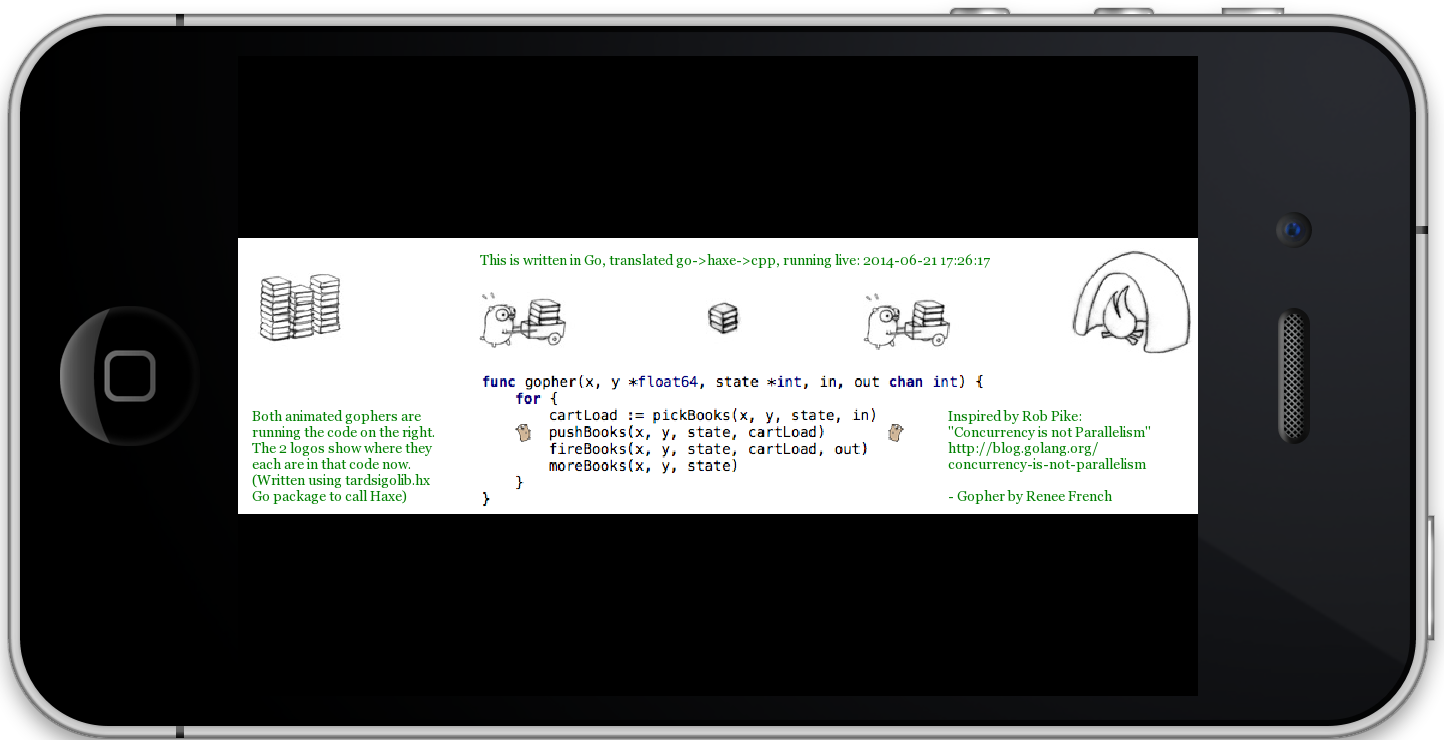 This is written in Go, translated go->haxe->cpp, running live: 2014-06-21 17:26:17
func gopher(x, y *float64, state *int, in, out chan int) {
for {
cartLoad := pickBooks(x, y, state, in)
pushBooks(x, y, state, cartLoad)
fireBooks(x, y, state, cartLoad, out)
moreBooks(x, y, state)
}
}
Both animated gophers are
running the code on the right.
The 2 logos show where they
each are in that code now.
(Written using tardsigolib.hx
Go package to call Haxe)
Inspired by Rob Pike:
"Concurrency is not Parallelism"
http://blog.golang.org/
concurrency-is-not-parallelism
- Gopher by Renee French